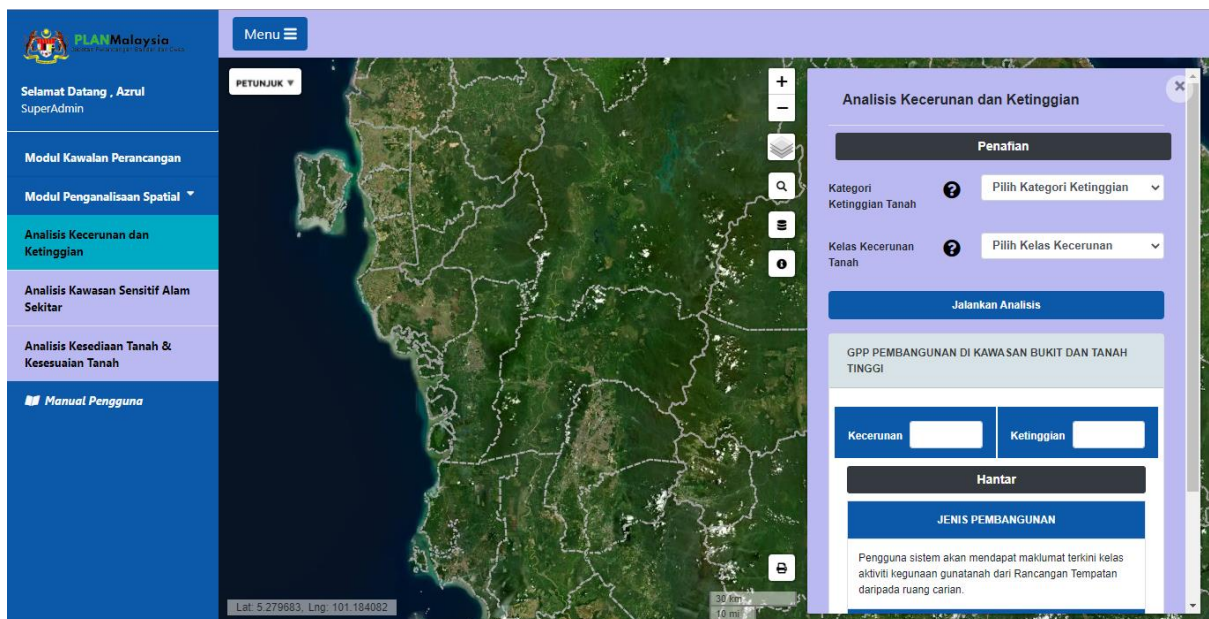 PLANMalaysia
Menu
Selamat Datang , Azrul
SuperAdmin
Modul Kawalan Perancangan
Modul Penganalisaan Spatial
Analisis Kecerunan dan
Ketinggian
Analisis Kawasan Sensitif Alam
Sekitar
Analisis Kesediaan Tanah &
Kesesuaian Tanah
Manual Pengguna
PETUNJUK ▼
+
−
Lat: 5.279683, Lng: 101.184082
30 km
10 mi
×
Analisis Kecerunan dan Ketinggian
Penafian
Kategori
Ketinggian Tanah
?
Pilih Kategori Ketinggian
Kelas Kecerunan
Tanah
?
Pilih Kelas Kecerunan
Jalankan Analisis
GPP PEMBANGUNAN DI KAWASAN BUKIT DAN TANAH
TINGGI
Kecerunan
Ketinggian
Hantar
JENIS PEMBANGUNAN
Pengguna sistem akan mendapat maklumat terkini kelas
aktiviti kegunaan gunatanah dari Rancangan Tempatan
daripada ruang carian.